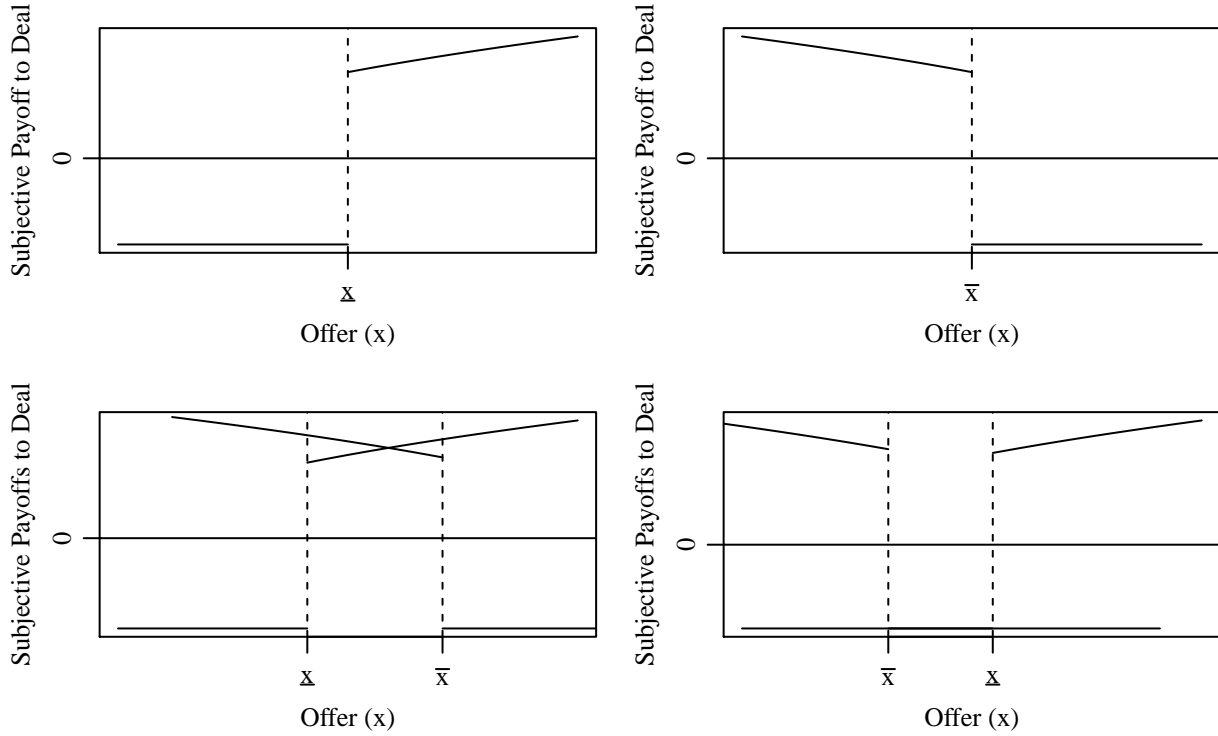 Subjective Payoff to Deal
0
x̲
Offer (x)
Subjective Payoff to Deal
0
x̅
Offer (x)
Subjective Payoffs to Deal
0
x̲
x̅
Offer (x)
Subjective Payoffs to Deal
0
x̅
x̲
Offer (x)